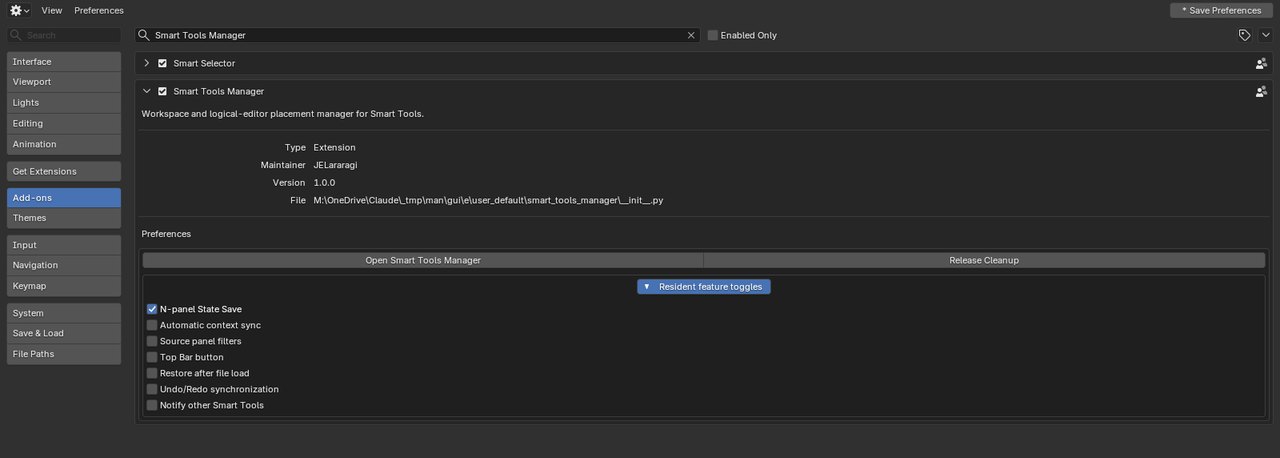 View
Preferences
* Save Preferences
Search
Smart Tools Manager
Enabled Only
Interface
Viewport
Lights
Editing
Animation
Get Extensions
Add-ons
Themes
Input
Navigation
Keymap
System
Save & Load
File Paths
Smart Selector
Smart Tools Manager
Workspace and logical-editor placement manager for Smart Tools.
Type Extension
Maintainer JELararagi
Version 1.0.0
File M:\OneDrive\Claude\_tmp\man\gui\e\user_default\smart_tools_manager\__init__.py
Preferences
Open Smart Tools Manager
Release Cleanup
Resident feature toggles
N-panel State Save
Automatic context sync
Source panel filters
Top Bar button
Restore after file load
Undo/Redo synchronization
Notify other Smart Tools